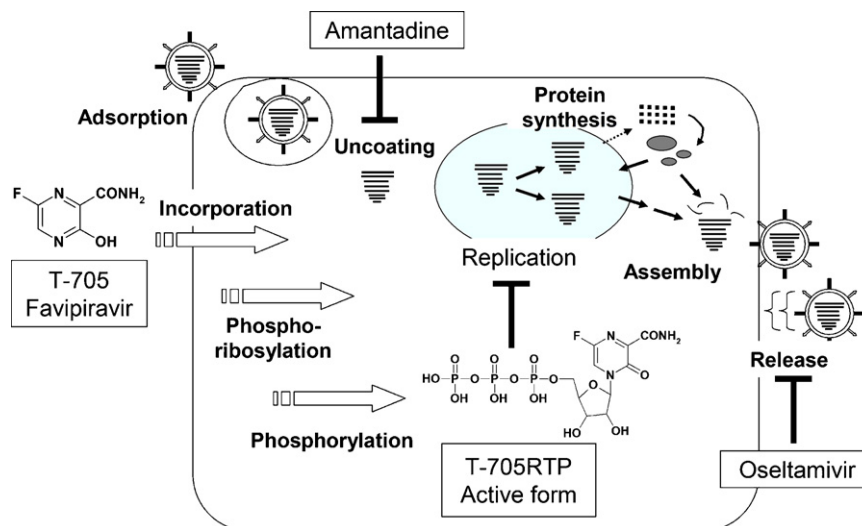 Amantadine
Adsorption
Uncoating
Protein
synthesis
F
N
N
CONH2
OH
T-705
Favipiravir
Incorporation
Replication
Assembly
Phospho-
ribosylation
Release
F
N
CONH2
N
O
O
O
O
HO-P-O-P-O-P-O
OH
OH
OH
O
HO
OH
Phosphorylation
T-705RTP
Active form
Oseltamivir